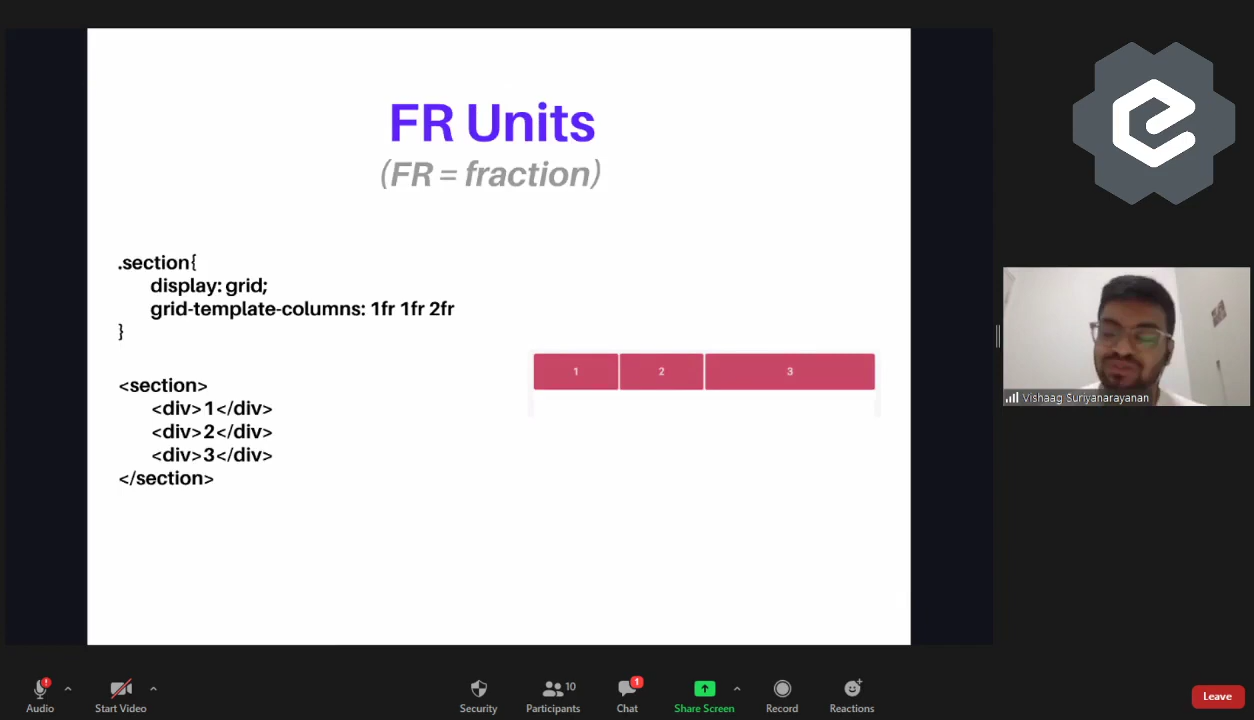 FR Units
(FR = fraction)
.section{
display: grid;
grid-template-columns: 1fr 1fr 2fr
}
<section>
<div>1</div>
<div>2</div>
<div>3</div>
</section>
1 2 3
Vishaag Suriyanarayanan
Audio
Start Video
Security
10
Participants
1
Chat
Share Screen
Record
Reactions
Leave